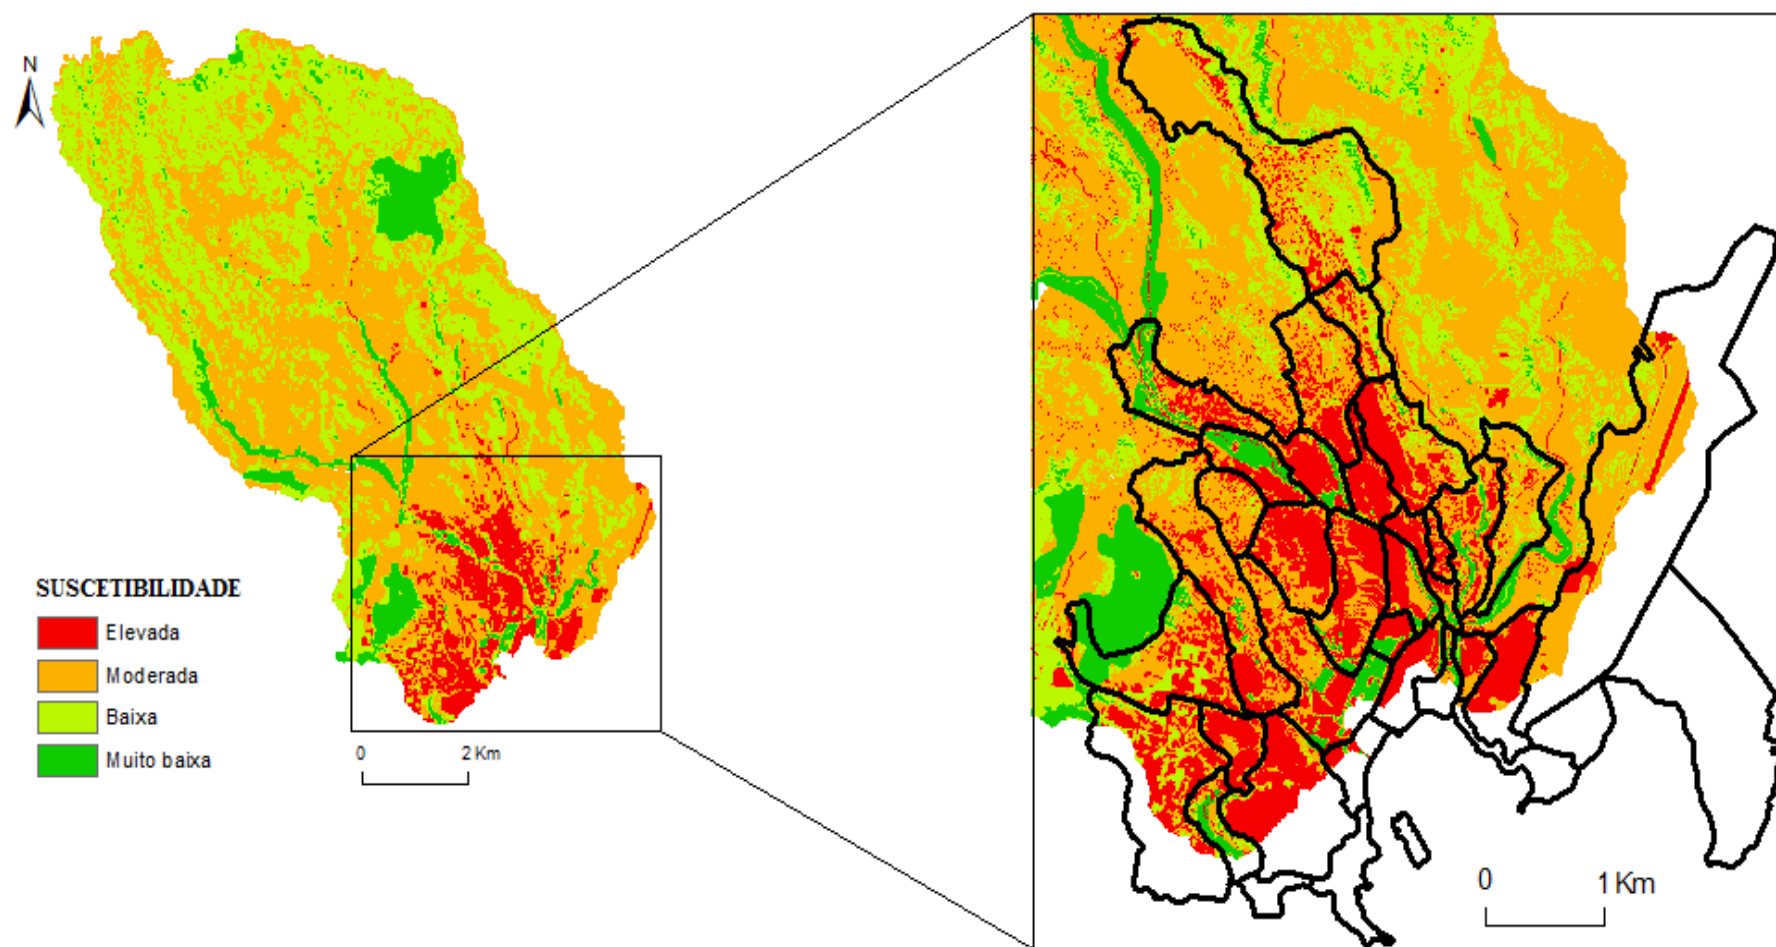 N
SUSCETIBILIDADE
Elevada
Moderada
Baixa
Muito baixa
0 2 Km
0 1 Km